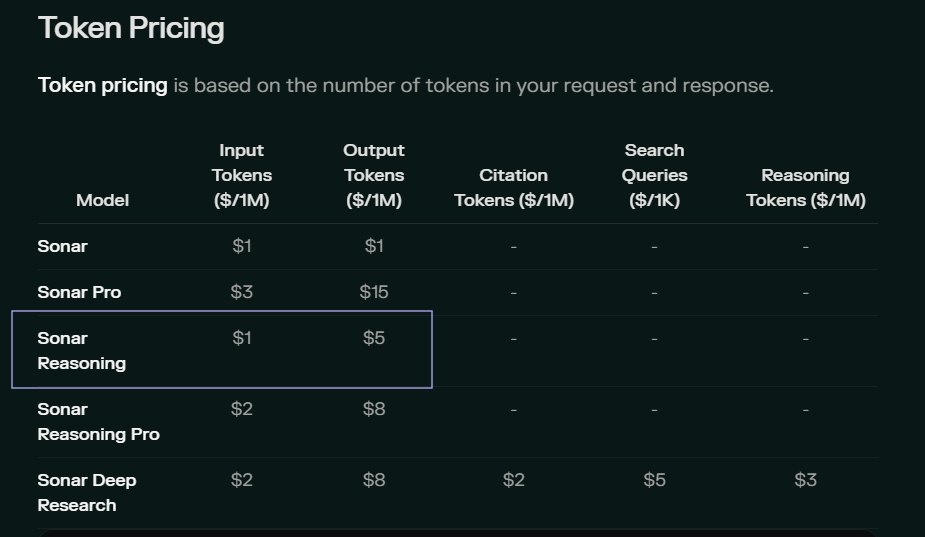 Token Pricing
Token pricing is based on the number of tokens in your request and response.
Model Input Tokens ($/1M) Output Tokens ($/1M) Citation Tokens ($/1M) Search Queries ($/1K) Reasoning Tokens ($/1M)
Sonar $1 $1 - - -
Sonar Pro $3 $15 - - -
Sonar Reasoning $1 $5 - - -
Sonar Reasoning Pro $2 $8 - - -
Sonar Deep Research $2 $8 $2 $5 $3